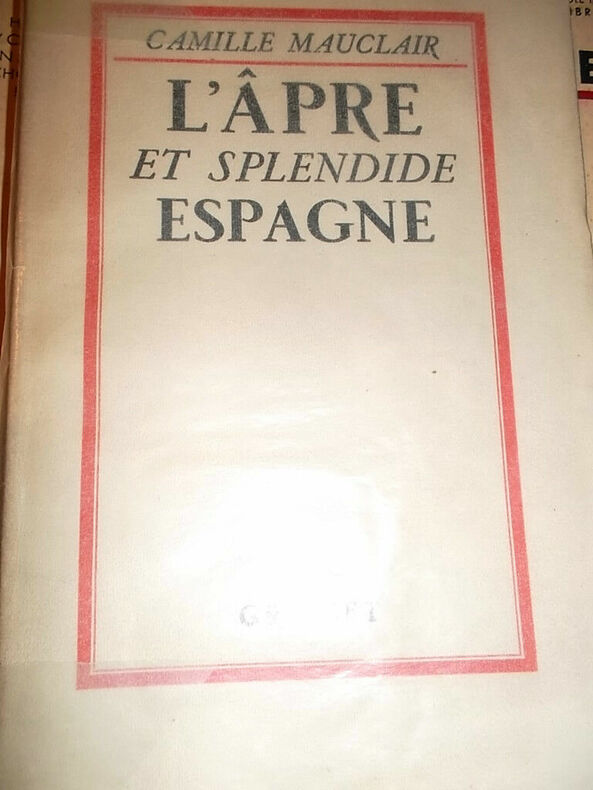 CAMILLE MAUCLAIR
L'ÂPRE
ET SPLENDIDE
ESPAGNE